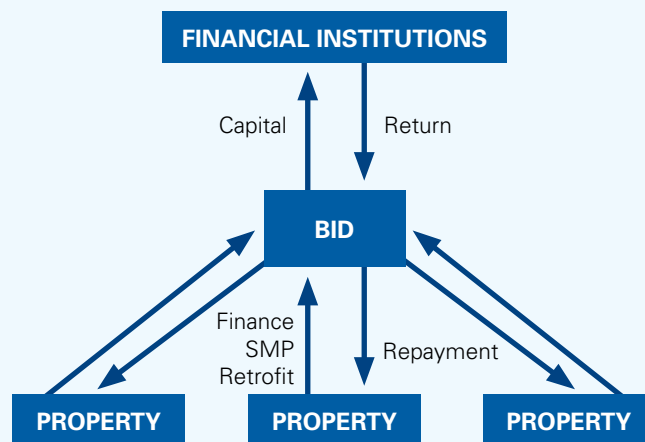 FINANCIAL INSTITUTIONS
Capital
Return
BID
Finance
SMP
Retrofit
Repayment
PROPERTY
PROPERTY
PROPERTY